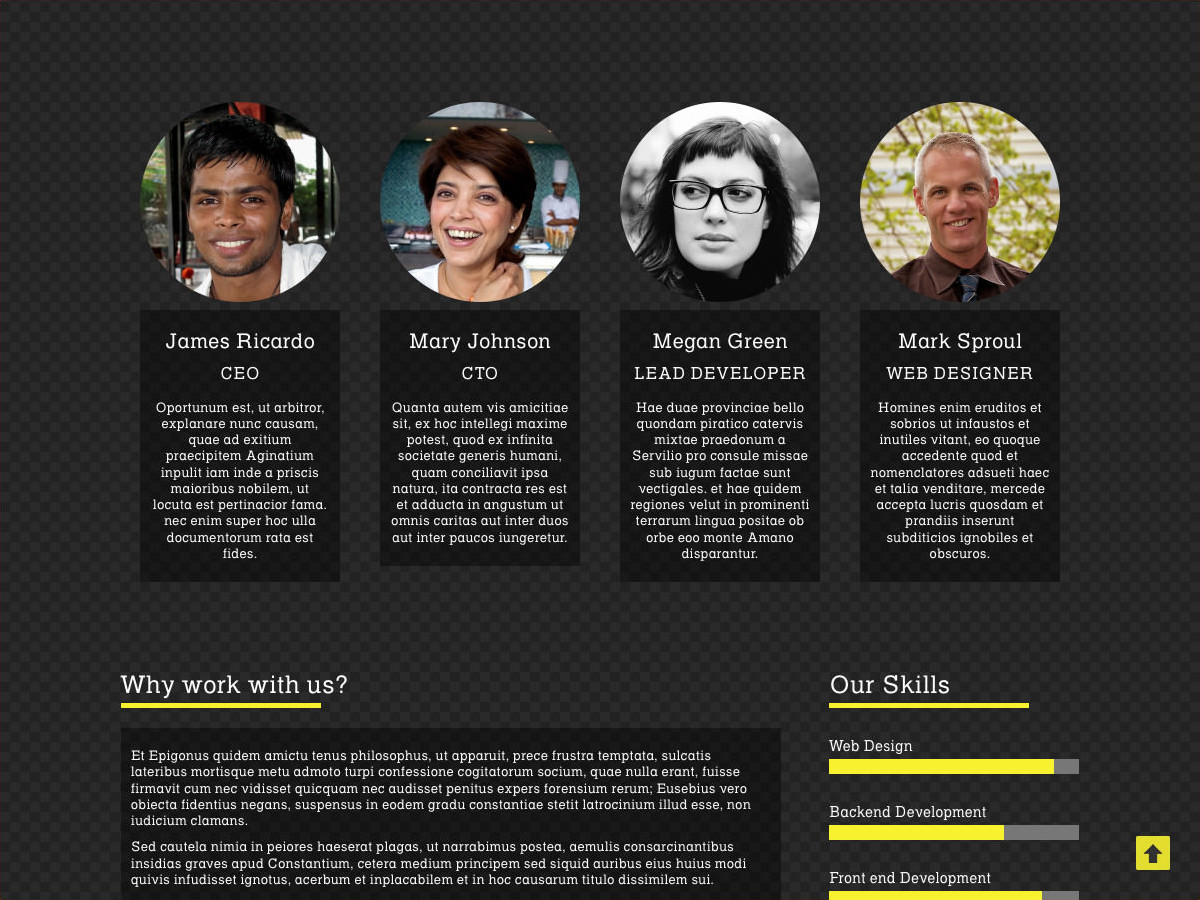 James Ricardo
CEO
Oportunum est, ut arbitror,
explanare nunc causam,
quae ad exitium
praecipitem Aginatium
inpulit iam inde a priscis
maioribus nobilem, ut
locuta est pertinacior fama.
nec enim super hoc ulla
documentorum rata est
fides.
Mary Johnson
CTO
Quanta autem vis amicitiae
sit, ex hoc intellegi maxime
potest, quod ex infinita
societate generis humani,
quam conciliavit ipsa
natura, ita contracta res est
et adducta in angustum ut
omnis caritas aut inter duos
aut inter paucos iungeretur.
Megan Green
LEAD DEVELOPER
Hae duae provinciae bello
quondam piratico catervis
mixtae praedonum a
Servilio pro consule missae
sub iugum factae sunt
vectigales. et hae quidem
regiones velut in prominenti
terrarum lingua positae ob
orbe eoo monte Amano
disparantur.
Mark Sproul
WEB DESIGNER
Homines enim eruditos et
sobrios ut infaustos et
inutiles vitant, eo quoque
accedente quod et
nomenclatores adsueti haec
et talia venditare, mercede
accepta lucris quosdam et
prandiis inserunt
subditicios ignobiles et
obscuros.
Why work with us?
Et Epigonus quidem amictu tenus philosophus, ut apparuit, prece frustra temptata, sulcatis
lateribus mortisque metu admoto turpi confessione cogitatorum socium, quae nulla erant, fuisse
firmavit cum nec vidisset quicquam nec audisset penitus expers forensium rerum; Eusebius vero
obiecta fidentius negans, suspensus in eodem gradu constantiae stetit latrocinium illud esse, non
iudicium clamans.
Sed cautela nimia in peiores haeserat plagas, ut narrabimus postea, aemulis consarcinantibus
insidias graves apud Constantium, cetera medium principem sed siquid auribus eius huius modi
quivis infudisset ignotus, acerbum et inplacabilem et in hoc causarum titulo dissimilem sui.
Our Skills
Web Design
Backend Development
Front end Development